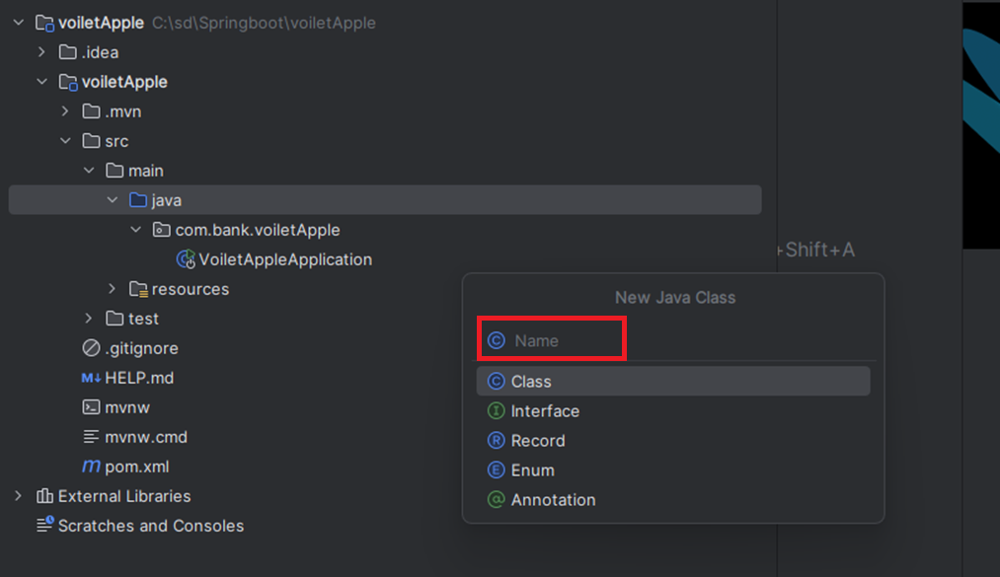 voiletApple C:\sd\Springboot\voiletApple
.idea
voiletApple
.mvn
src
main
java
com.bank.voiletApple
VoiletAppleApplication
resources
test
.gitignore
M↓ HELP.md
mvnw
mvnw.cmd
m pom.xml
External Libraries
Scratches and Consoles
+Shift+A
New Java Class
C Name
C Class
I Interface
R Record
E Enum
@ Annotation